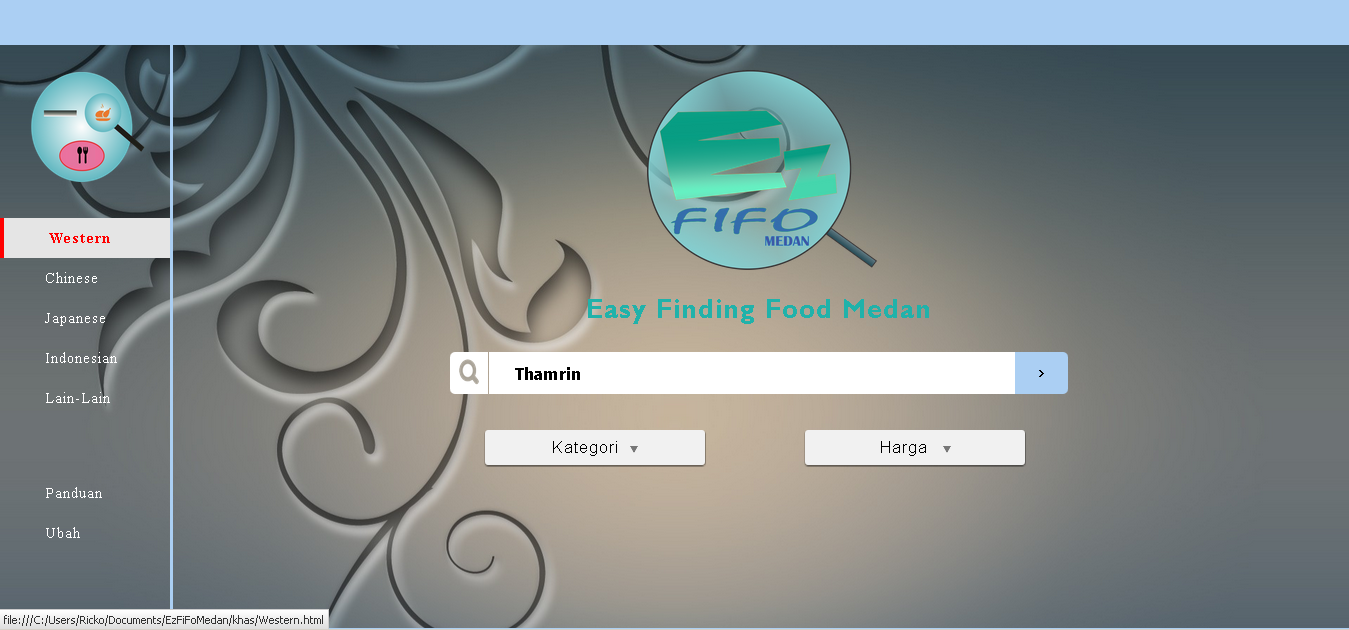 Western
Chinese
Japanese
Indonesian
Lain-Lain
Panduan
Ubah
Ez
FIFO
MEDAN
Easy Finding Food Medan
Thamrin
>
Kategori ▼
Harga ▼
file:///C:/Users/Ricko/Documents/EzFiFoMedan/khas/Western.html